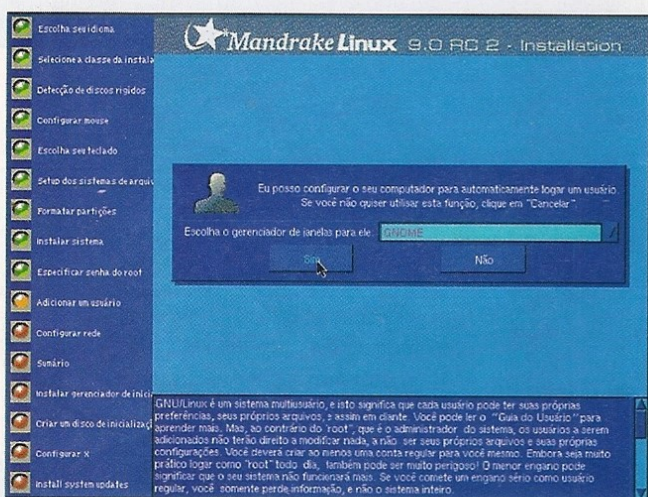 Mandrake Linux 9.0 RC 2 - Installation
Escolha seu idioma
Selecione a classe da instala
Detecção de discos rígidos
Configurar mouse
Escolha seu teclado
Setup dos sistemas de arquiv
Formatar partições
Instalar sistema
Especificar senha do root
Adicionar um usuário
Configurar rede
Sumário
Instalar gerenciador de inici
Criar um disco de inicializaç
Configurar X
Install system updates
Eu posso configurar o seu computador para automaticamente logar um usuário.
Se você não quiser utilisar esta função, clique em "Cancelar".
Escolha o gerenciador de janelas para ele: GNOME
Sim Não
GNU/Linux é um sistema multiusuário, e isto significa que cada usuário pode ter suas próprias
preferências, seus próprios arquivos, e assim em diante. Você pode ler o "Guia do Usuário" para
aprender mais. Mas, ao contrário do "root", que é o administrador do sistema, os usuários a serem
adicionados não terão direito a modificar nada, a não ser seus próprios arquivos e suas próprias
configurações. Você deverá criar ao menos uma conta regular para você mesmo. Embora seja muito
prático logar como "root" todo dia, também pode ser muito perigoso! O menor engano pode
significar que o seu sistema não funcionará mais. Se você comete um engano sério como usuário
regular, você somente perde informação, e não o sistema inteiro.